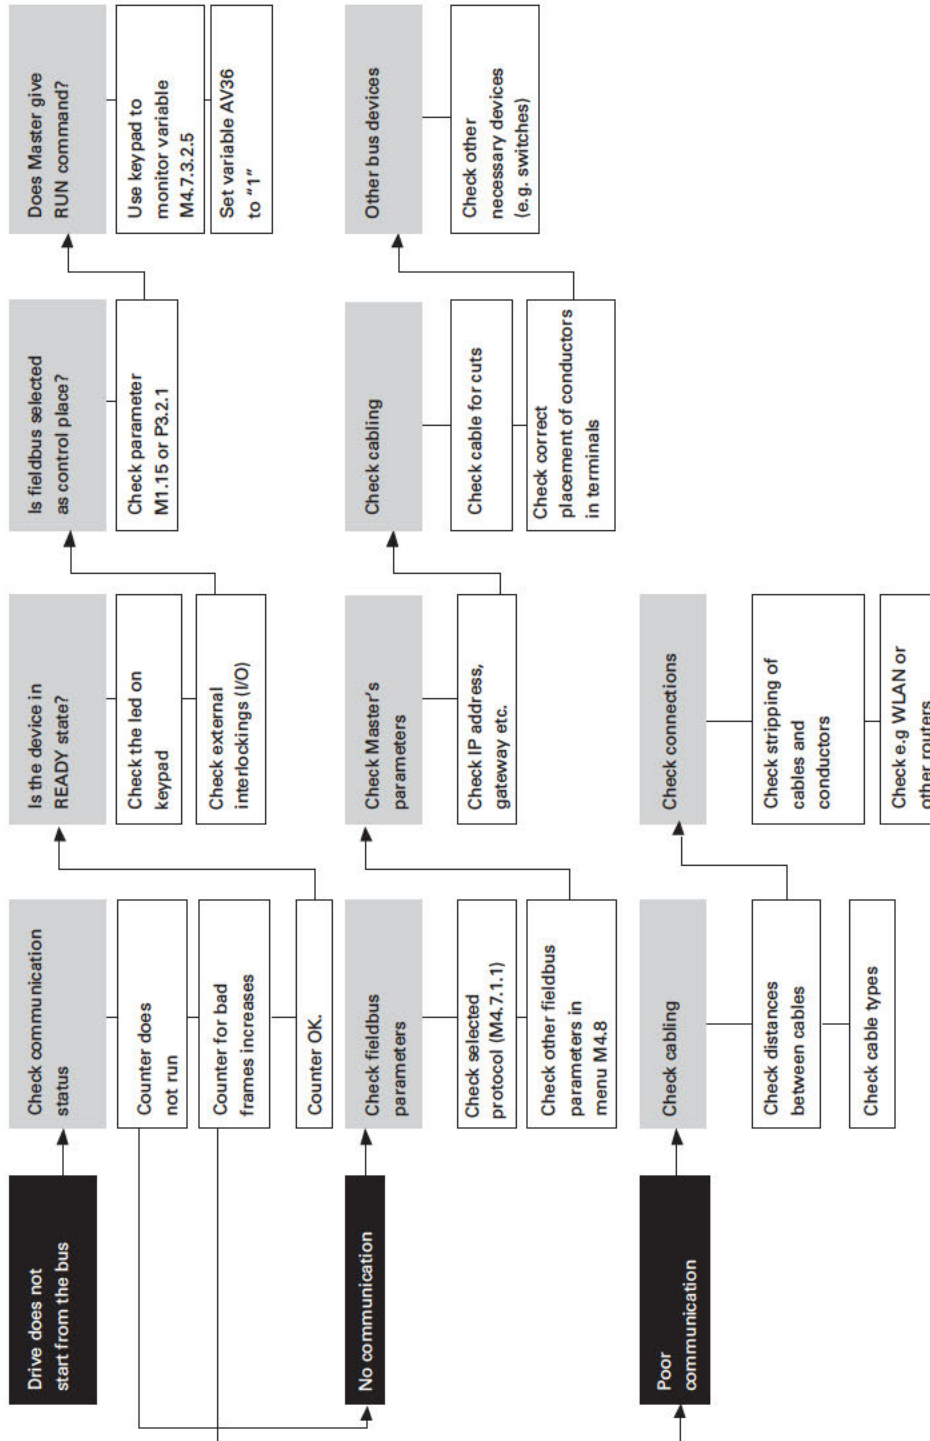 Drive does not
start from the bus
Check communication
status
Counter does
not run
Counter for bad
frames increases
Counter OK.
Is the device in
READY state?
Check the led on
keypad
Check external
interlockings (I/O)
Is fieldbus selected
as control place?
Check parameter
M1.15 or P3.2.1
Does Master give
RUN command?
Use keypad to
monitor variable
M4.7.3.2.5
Set variable AV36
to “1”
No communication
Check fieldbus
parameters
Check selected
protocol (M4.7.1.1)
Check other fieldbus
parameters in
menu M4.8
Check Master's
parameters
Check IP address,
gateway etc.
Check cabling
Check cable for cuts
Check correct
placement of conductors
in terminals
Other bus devices
Check other
necessary devices
(e.g. switches)
Poor
communication
Check cabling
Check distances
between cables
Check cable types
Check connections
Check stripping of
cables and
conductors
Check e.g WLAN or
other routers